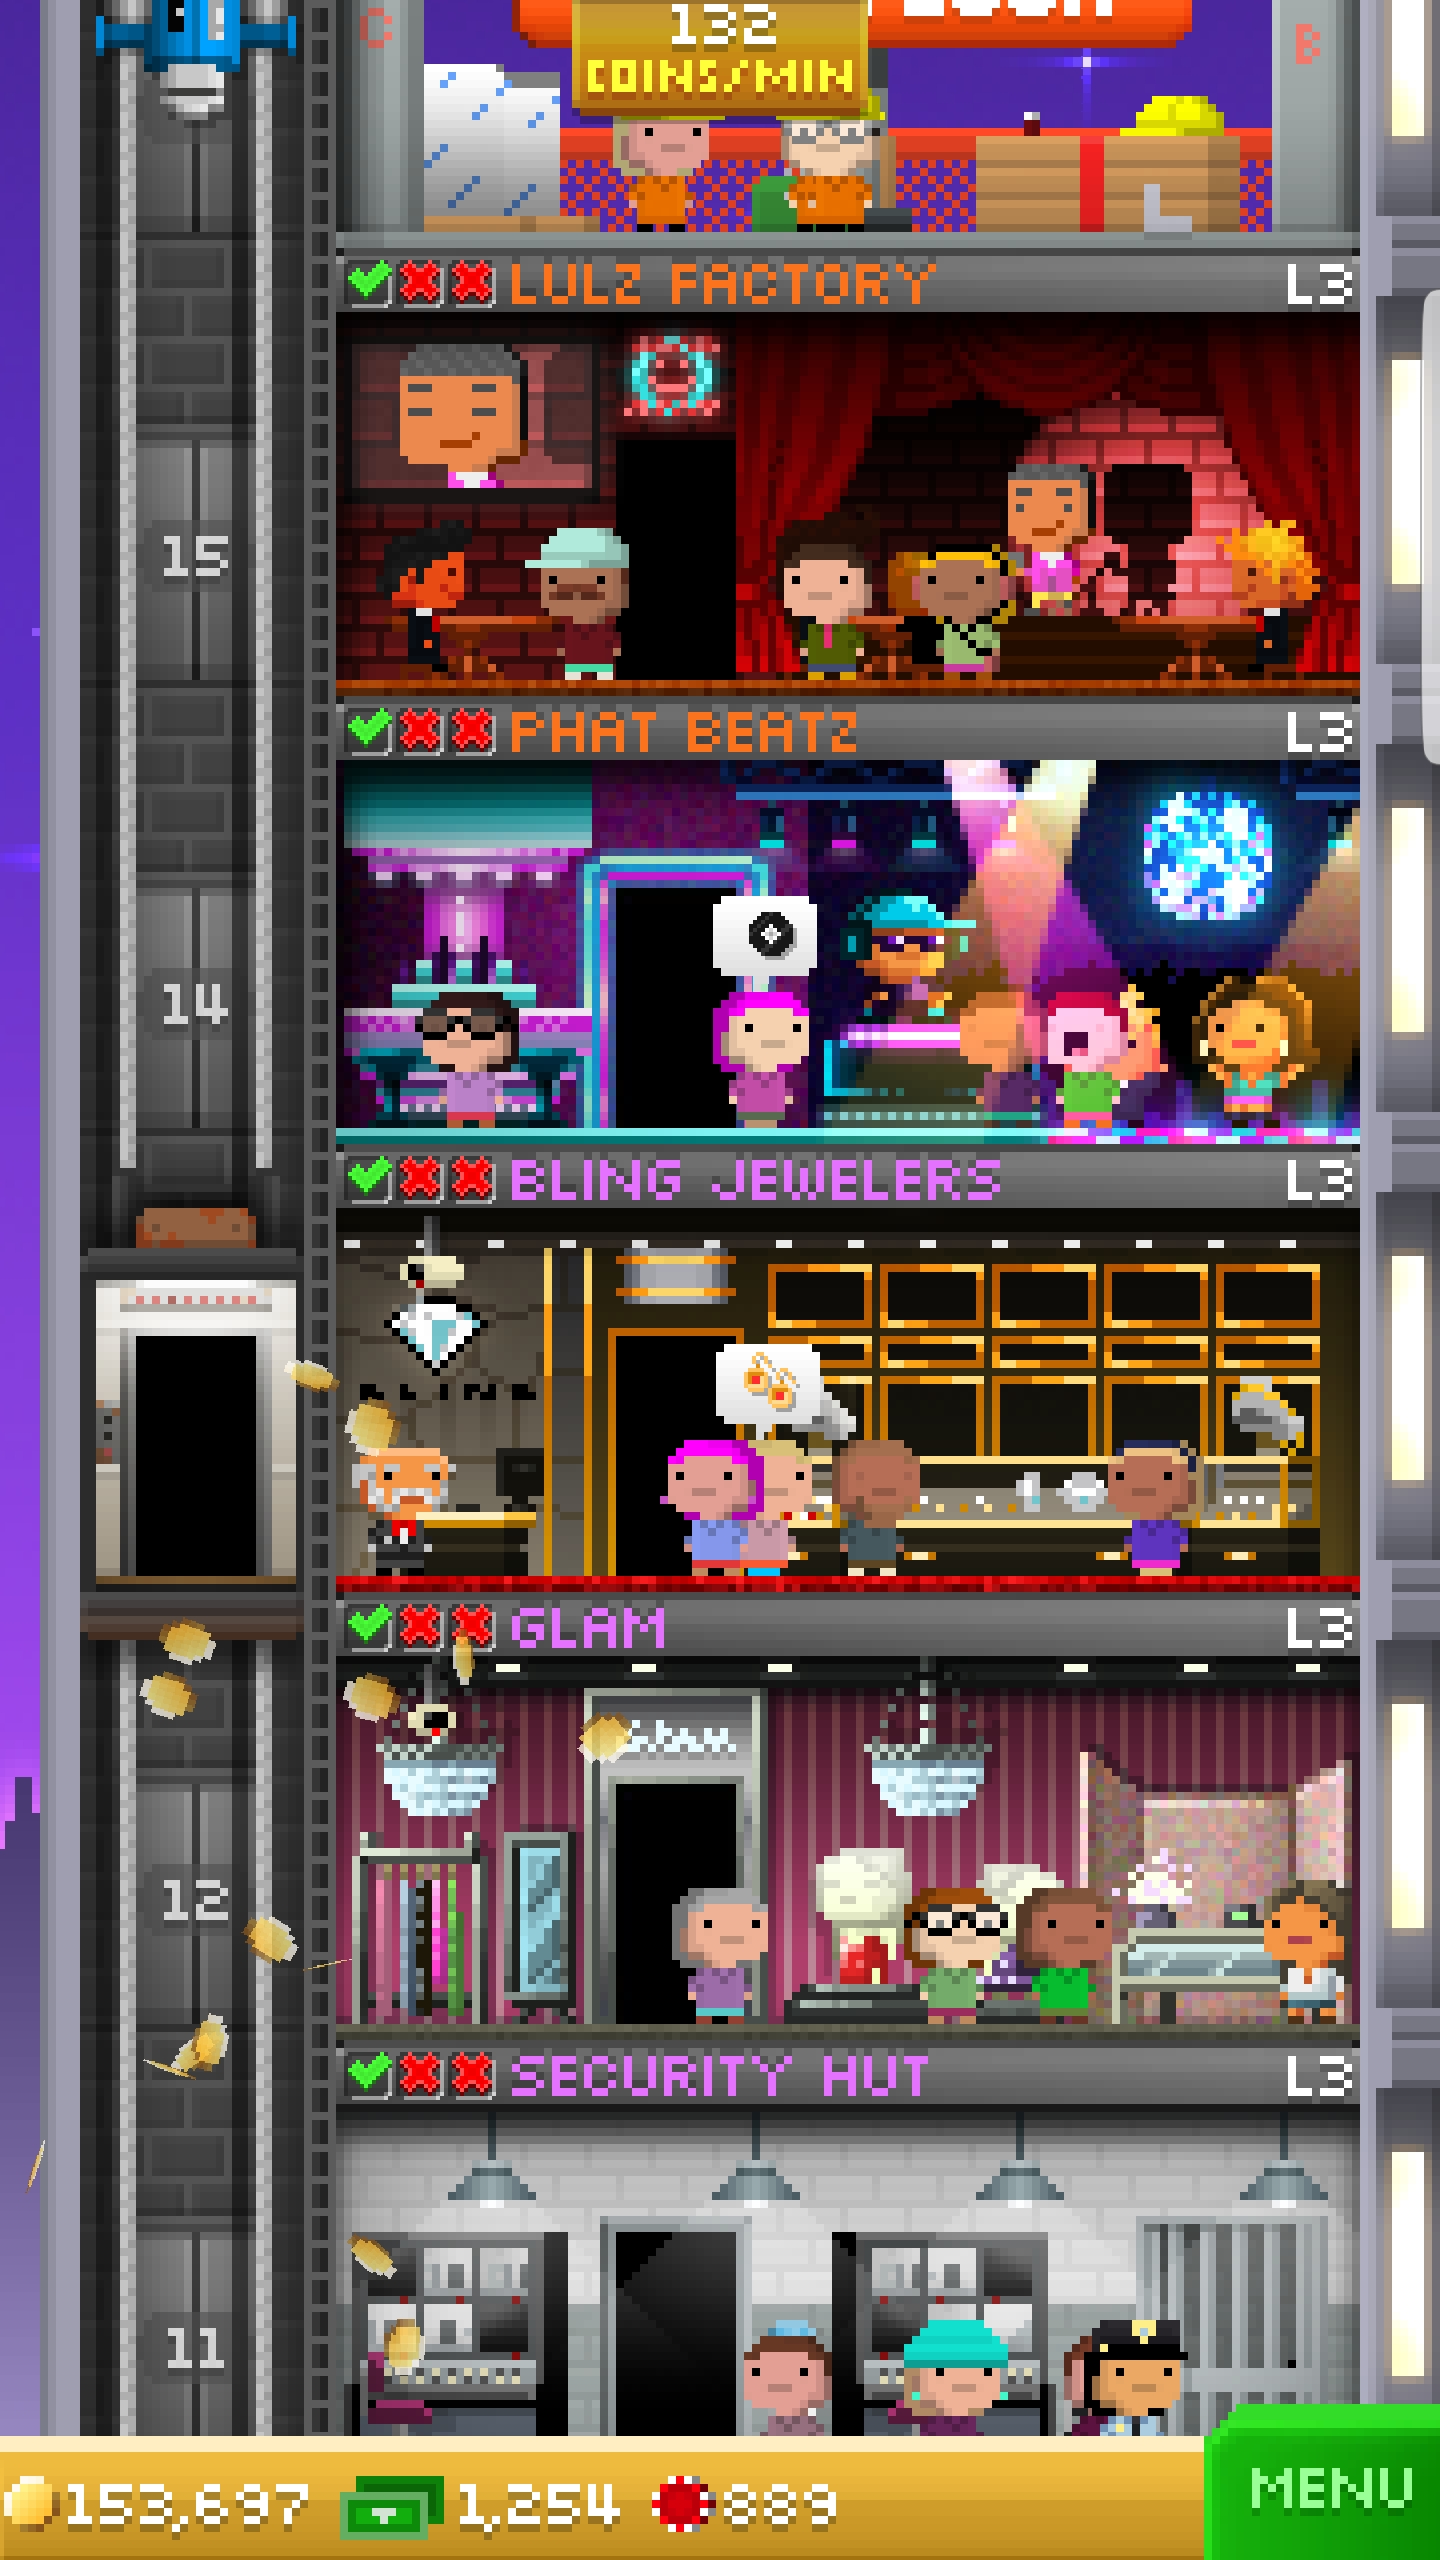 C
B
132
COINS/MIN
LULZ FACTORY L3
15
PHAT BEATZ L3
14
BLING JEWELERS L3
BLING
GLAM L3
Glam
12
SECURITY HUT L3
11
153,697 1,254 889 MENU